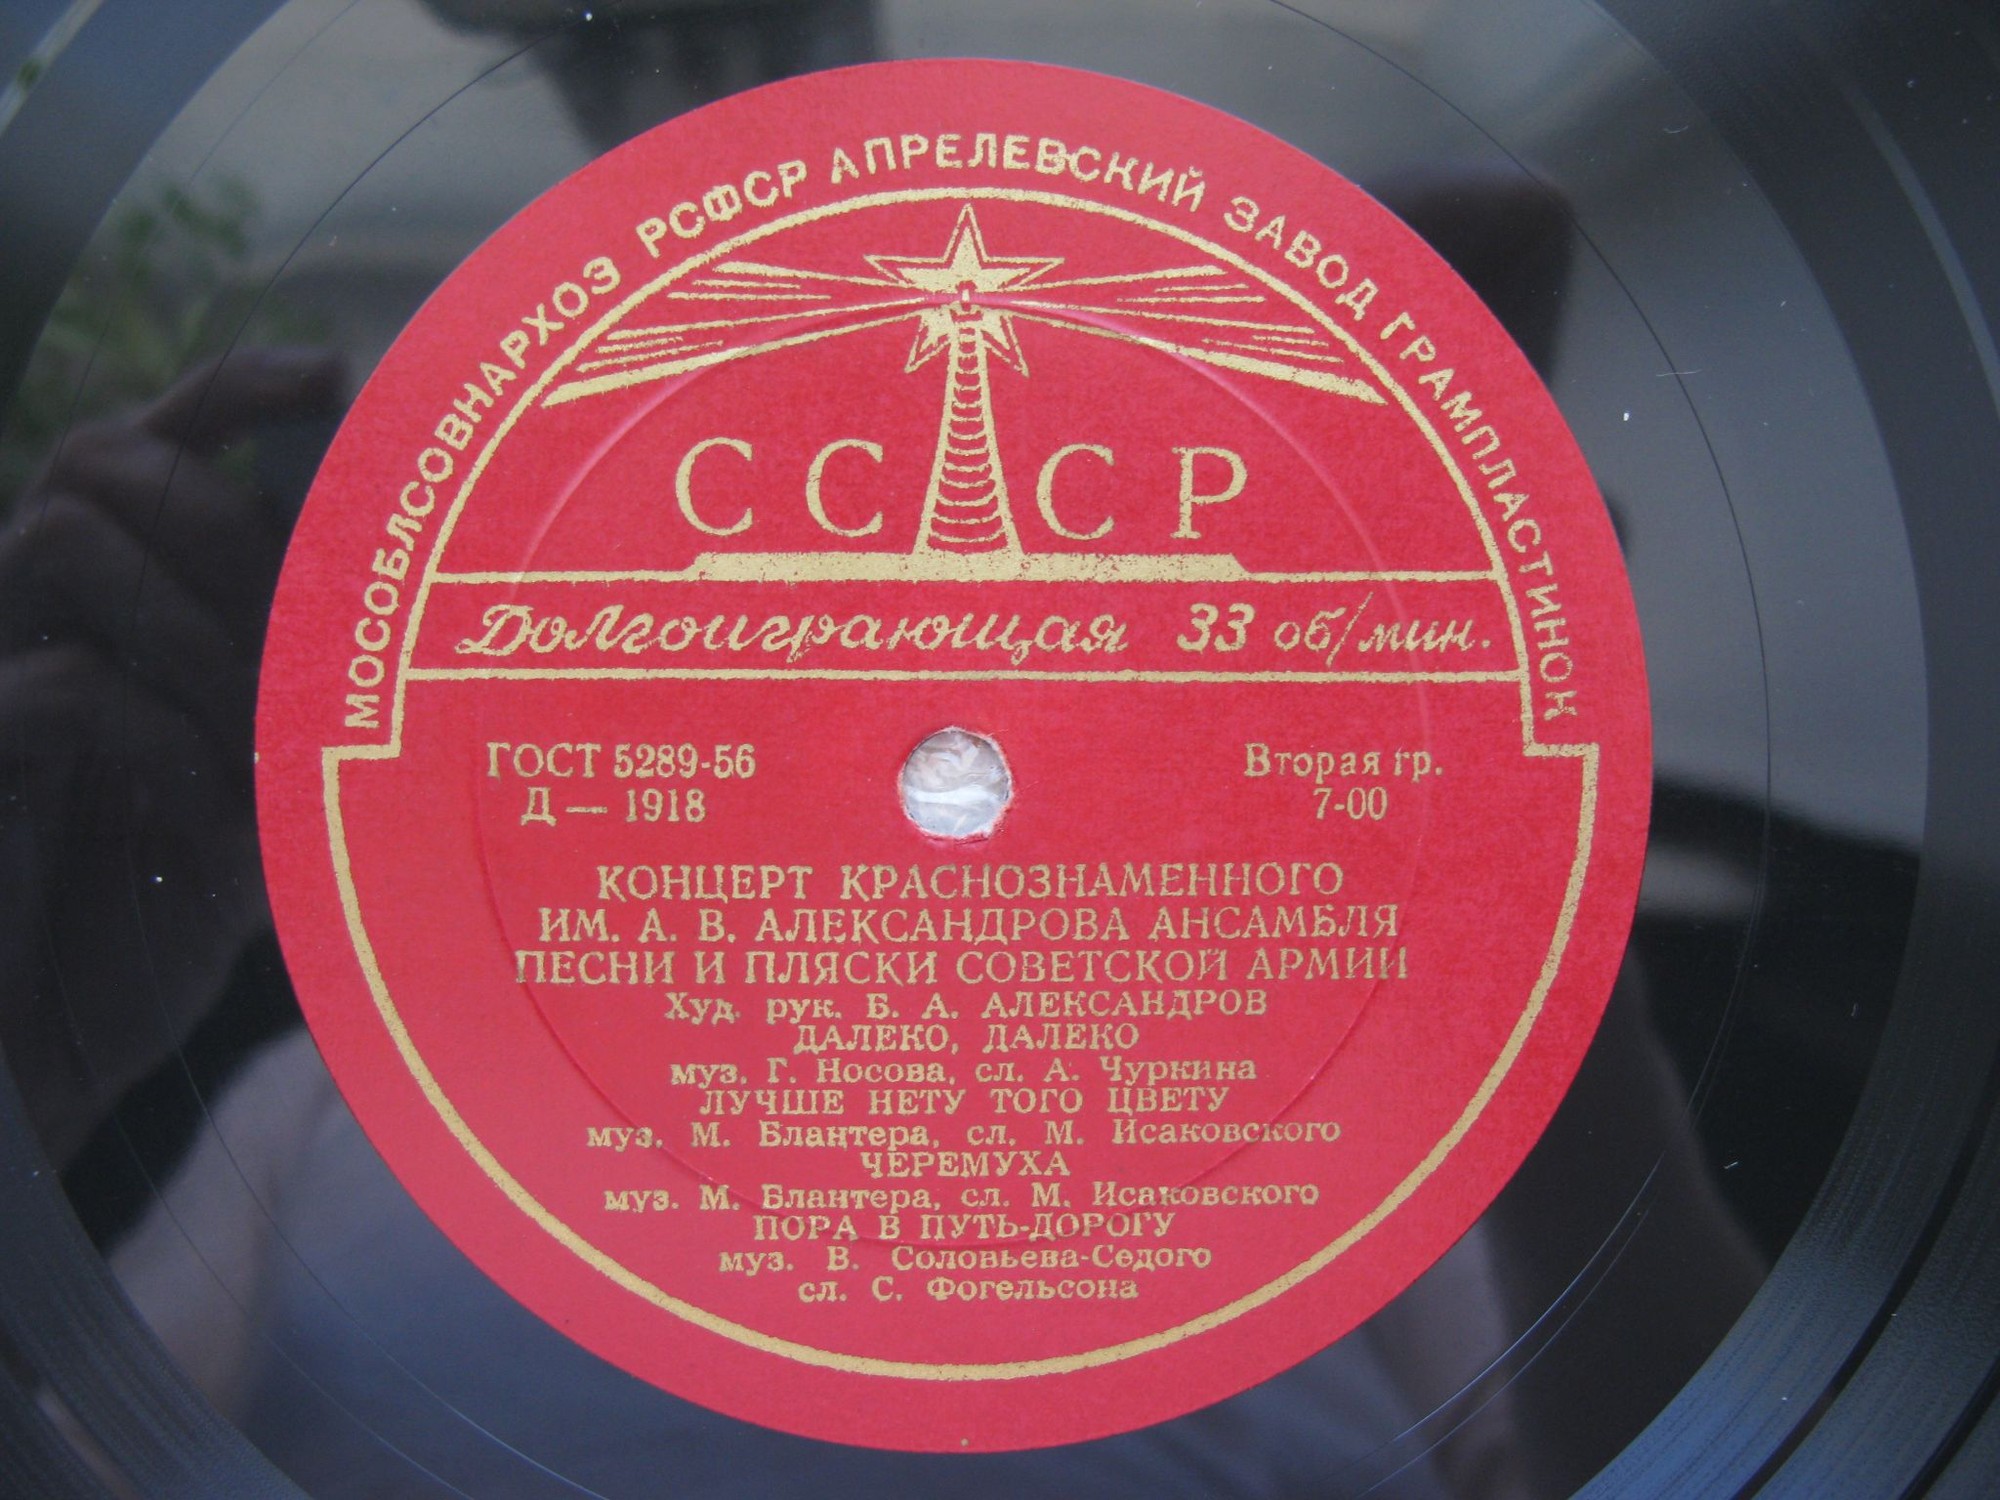 МОСОБЛСОВНАРХОЗ РСФСР АПРЕЛЕВСКИЙ ЗАВОД ГРАМПЛАСТИНОК
СССР
Долгоиграющая 33 об/мин.
ГОСТ 5289-56
Д — 1918
Вторая гр.
7-00
КОНЦЕРТ КРАСНОЗНАМЕННОГО
ИМ. А. В. АЛЕКСАНДРОВА АНСАМБЛЯ
ПЕСНИ И ПЛЯСКИ СОВЕТСКОЙ АРМИИ
Худ. рук. Б. А. АЛЕКСАНДРОВ
ДАЛЕКО, ДАЛЕКО
муз. Г. Носова, сл. А. Чуркина
ЛУЧШЕ НЕТУ ТОГО ЦВЕТУ
муз. М. Блантера, сл. М. Исаковского
ЧЕРЕМУХА
муз. М. Блантера, сл. М. Исаковского
ПОРА В ПУТЬ-ДОРОГУ
муз. В. Соловьева-Седого
сл. С. Фогельсона